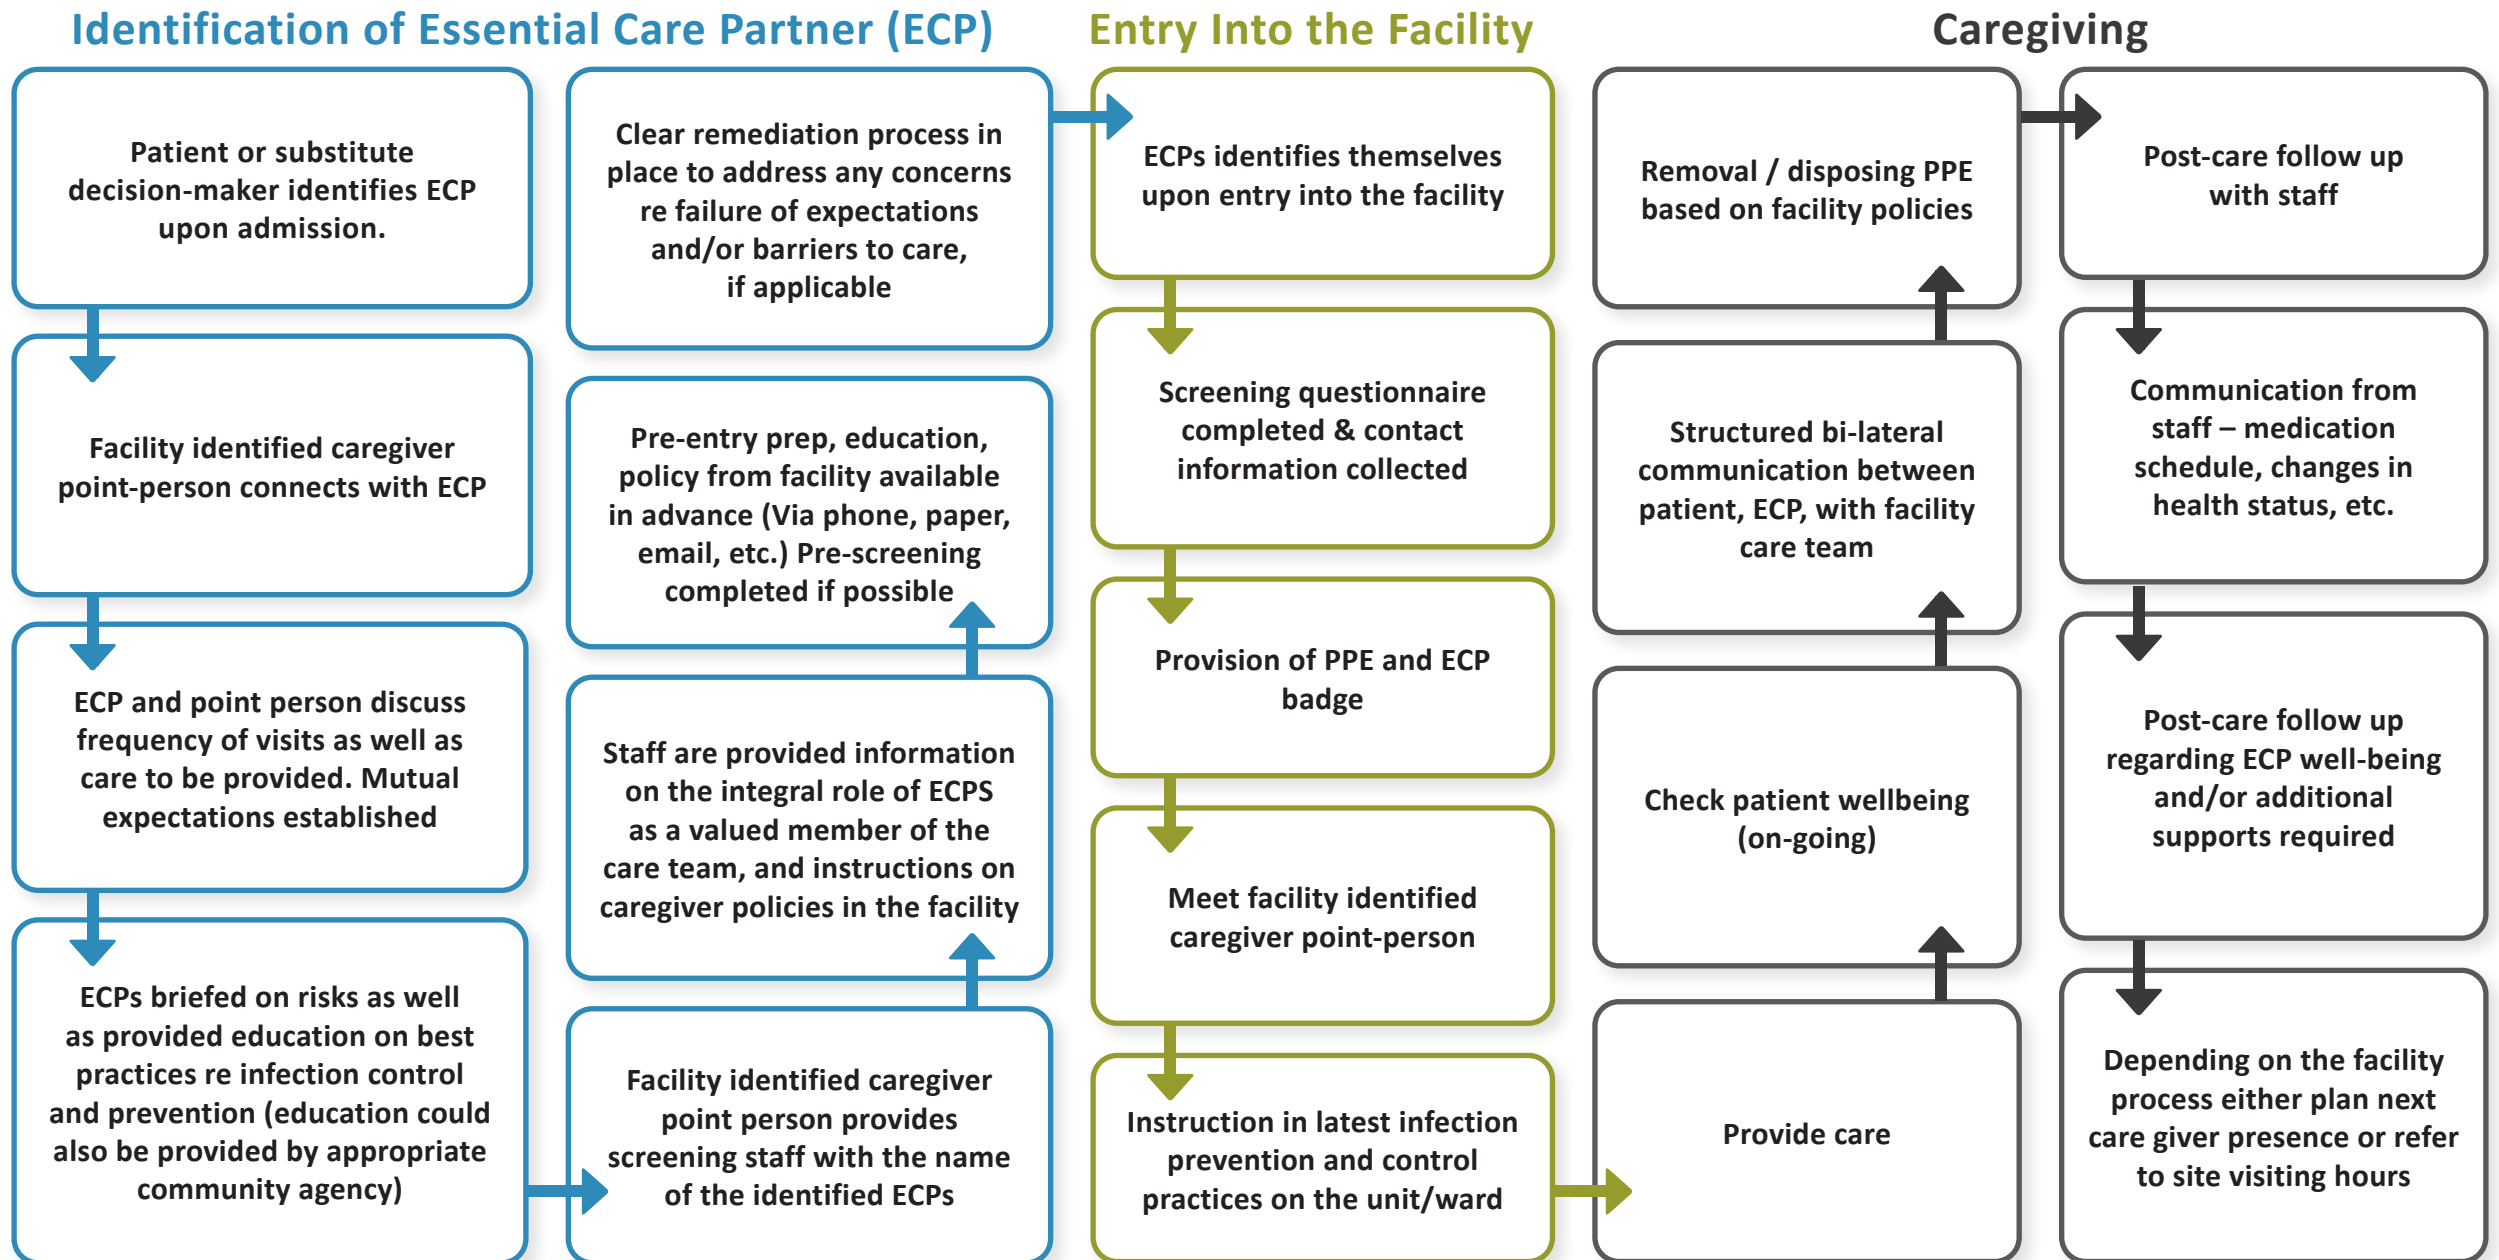 Identification of Essential Care Partner (ECP)
Patient or substitute
decision-maker identifies ECP
upon admission.
Facility identified caregiver
point-person connects with ECP
ECP and point person discuss
frequency of visits as well as
care to be provided. Mutual
expectations established
ECPs briefed on risks as well
as provided education on best
practices re infection control
and prevention (education could
also be provided by appropriate
community agency)
Facility identified caregiver
point person provides
screening staff with the name
of the identified ECPs
Staff are provided information
on the integral role of ECPS
as a valued member of the
care team, and instructions on
caregiver policies in the facility
Pre-entry prep, education,
policy from facility available
in advance (Via phone, paper,
email, etc.) Pre-screening
completed if possible
Clear remediation process in
place to address any concerns
re failure of expectations
and/or barriers to care,
if applicable
Entry Into the Facility
ECPs identifies themselves
upon entry into the facility
Screening questionnaire
completed & contact
information collected
Provision of PPE and ECP
badge
Meet facility identified
caregiver point-person
Instruction in latest infection
prevention and control
practices on the unit/ward
Caregiving
Provide care
Check patient wellbeing
(on-going)
Structured bi-lateral
communication between
patient, ECP, with facility
care team
Removal / disposing PPE
based on facility policies
Post-care follow up
with staff
Communication from
staff – medication
schedule, changes in
health status, etc.
Post-care follow up
regarding ECP well-being
and/or additional
supports required
Depending on the facility
process either plan next
care giver presence or refer
to site visiting hours